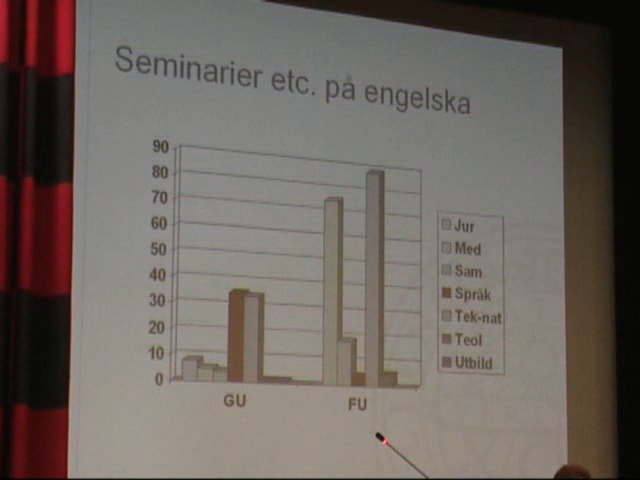 Seminarier etc. på engelska
90
80
70
60
50
40
30
20
10
0
GU
FU
Jur
Med
Sam
Språk
Tek-nat
Teol
Utbild